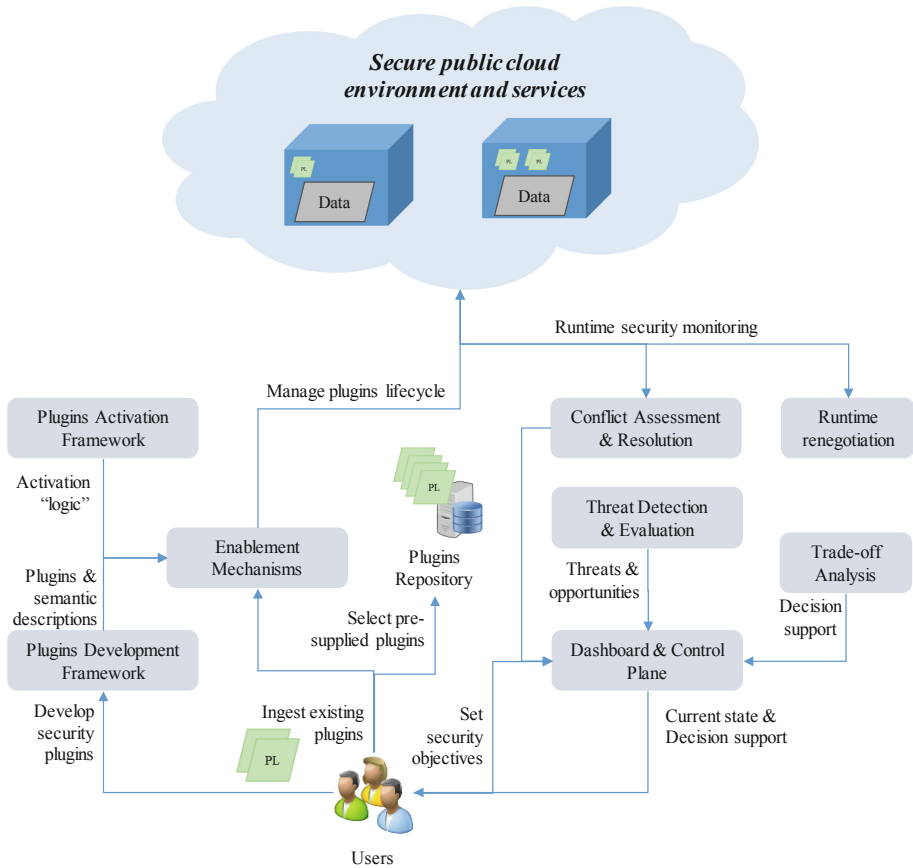 Secure public cloud
environment and services
PL
PL
PL
Data
Data
Runtime security monitoring
Manage plugins lifecycle
Plugins Activation
Framework
Conflict Assessment
& Resolution
Runtime
renegotiation
Activation
“logic”
PL
Threat Detection
& Evaluation
Enablement
Mechanisms
Plugins
Repository
Trade-off
Analysis
Plugins &
semantic
descriptions
Threats &
opportunities
Select pre-
supplied plugins
Decision
support
Plugins Development
Framework
Dashboard & Control
Plane
Develop
security
plugins
Ingest existing
plugins
Set
security
objectives
Current state &
Decision support
PL
Users